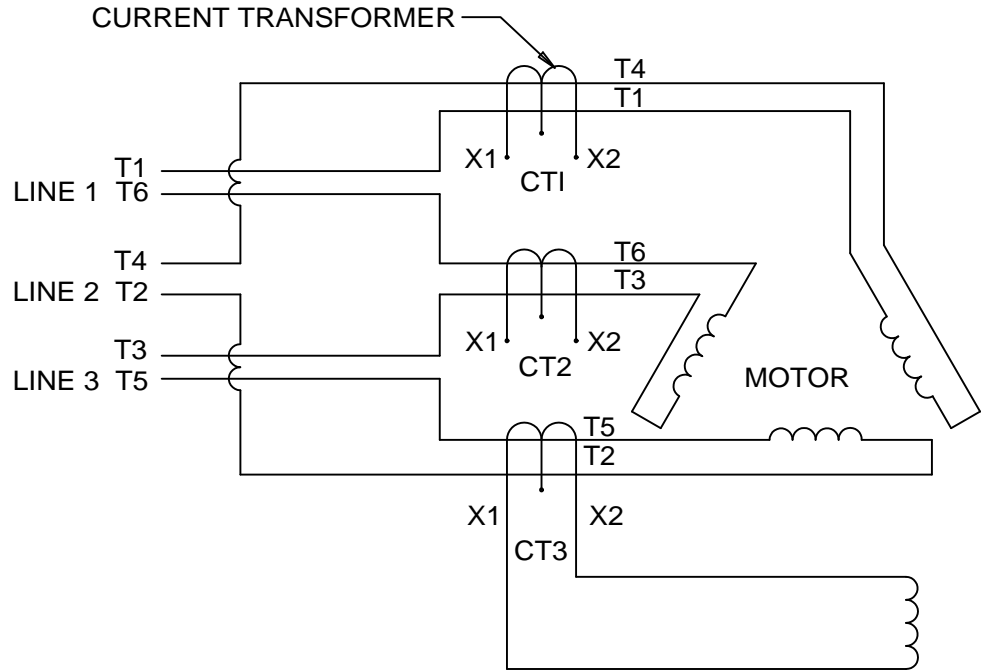 CURRENT TRANSFORMER
T4
T1
X1 X2
CTI
T1
LINE 1 T6
T4
LINE 2 T2
T6
T3
X1 X2
CT2
T3
LINE 3 T5
MOTOR
T5
T2
X1 X2
CT3